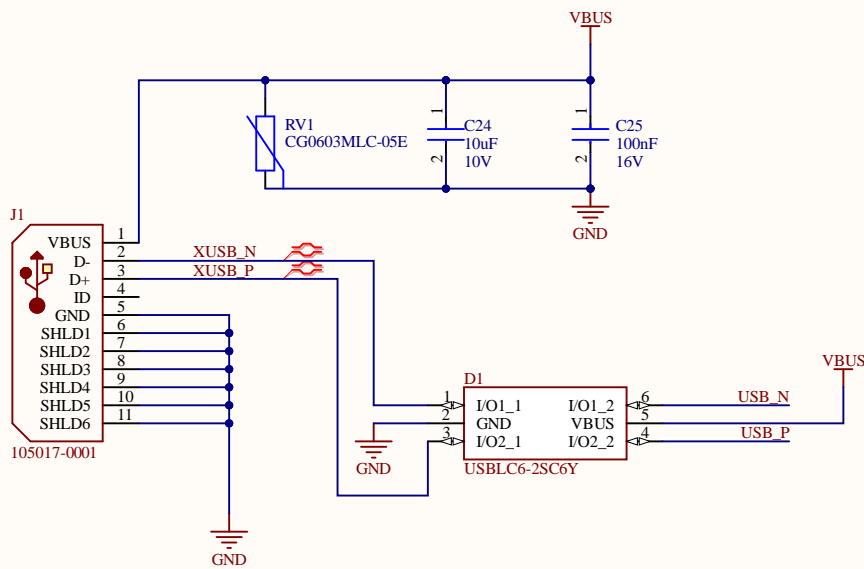 VBUS
RV1
CG0603MLC-05E
1
C24
10uF
2
10V
1
C25
100nF
2
16V
GND
J1
VBUS 1
D- 2
D+ 3
ID 4
GND 5
SHLD1 6
SHLD2 7
SHLD3 8
SHLD4 9
SHLD5 10
SHLD6 11
105017-0001
XUSB_N
XUSB_P
GND
D1
1 I/O1_1 I/O1_2 6
2 GND VBUS 5
3 I/O2_1 I/O2_2 4
USBLC6-2SC6Y
GND
USB_N
USB_P
VBUS